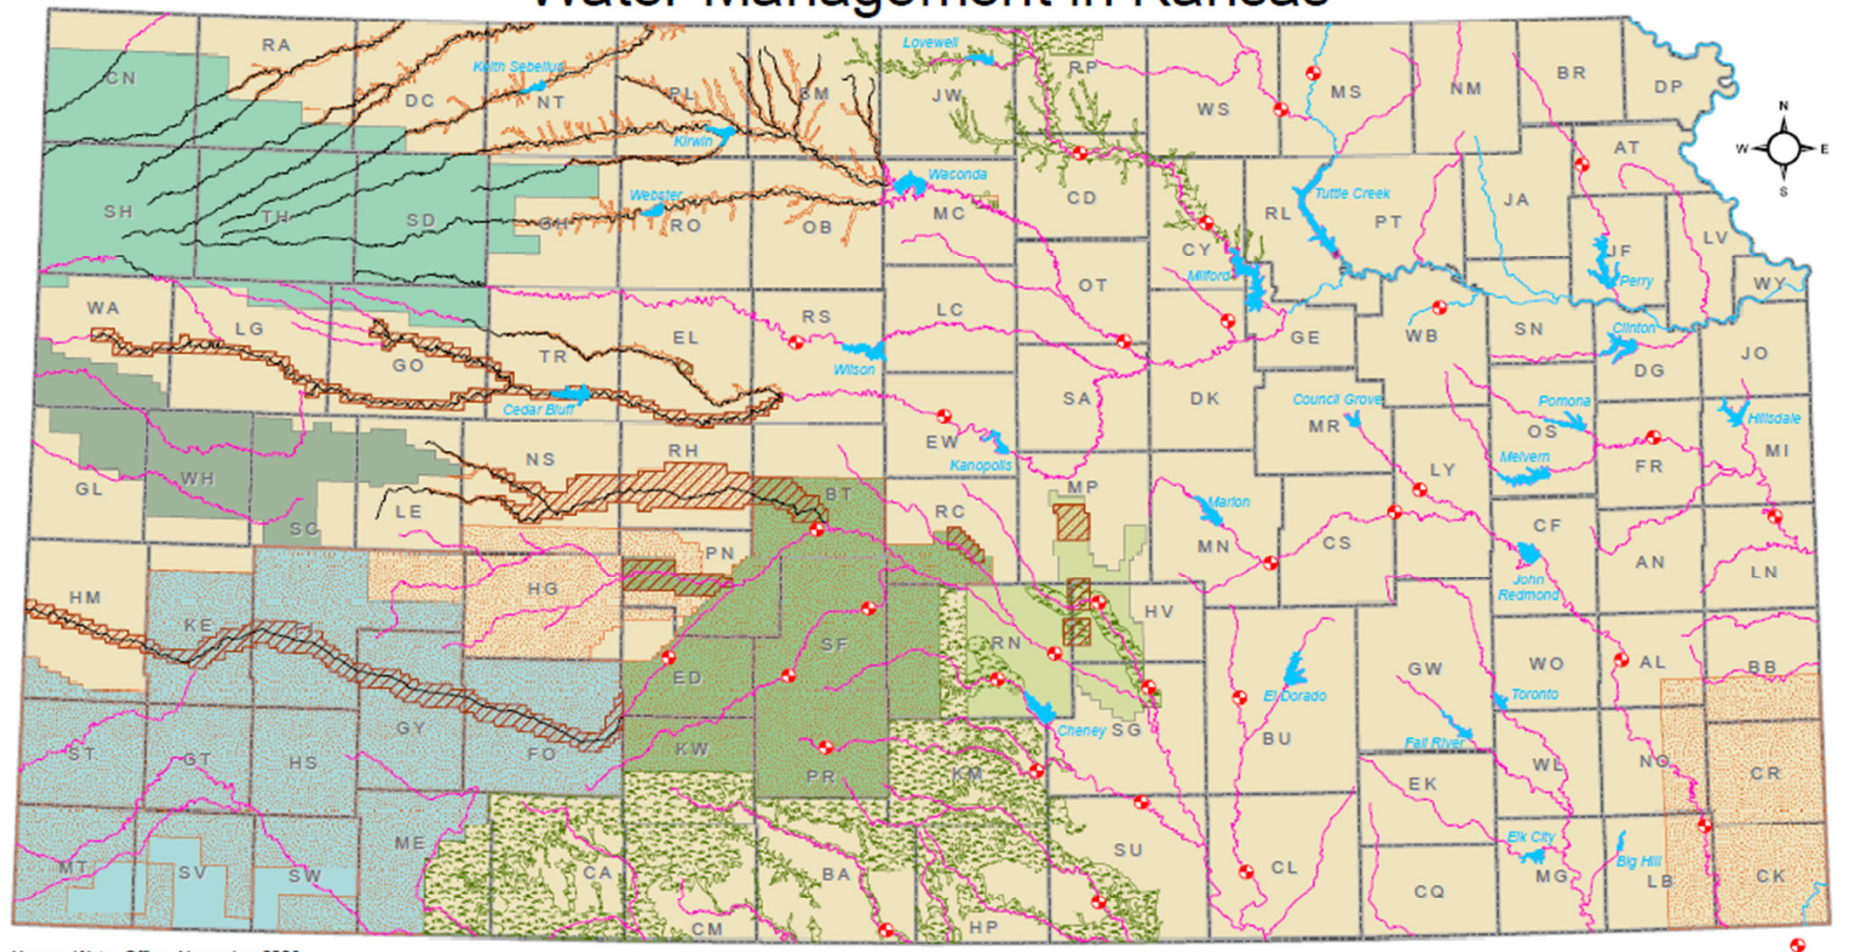 Water Management in Kansas
RA
Keith Sebelius
Lovewell
RP
BR
CN
DC
NT
PL
SM
JW
WS
MS
NM
DP
N
Kirwin
AT
W
E
S
Waconda
Webster
Tuttle Creek
SH
TH
SD
GH
RO
OB
MC
CD
RL
PT
JA
CY
Milford
JF
LV
Perry
WY
WA
LG
OT
RS
LC
EL
GE
WB
SN
Clinton
TR
GO
Wilson
JO
DG
Cedar Bluff
SA
DK
Council Grove
MR
Pomona
Hillsdale
EW
Kanopolis
OS
Melvern
MI
NS
RH
LY
FR
WH
GL
MP
BT
Marion
RC
LE
SC
CF
PN
MN
CS
AN
LN
John
Redmond
HG
HM
HV
KE
FI
SF
RN
ED
GW
WO
AL
BB
El Dorado
Toronto
GY
Cheney
SG
BU
Fall River
ST
GT
HS
FO
KW
PR
KM
WL
NO
CR
EK
ME
Elk City
SU
Big Hill
MT
SV
SW
CA
BA
CL
CQ
MG
LB
CK
CM
HP